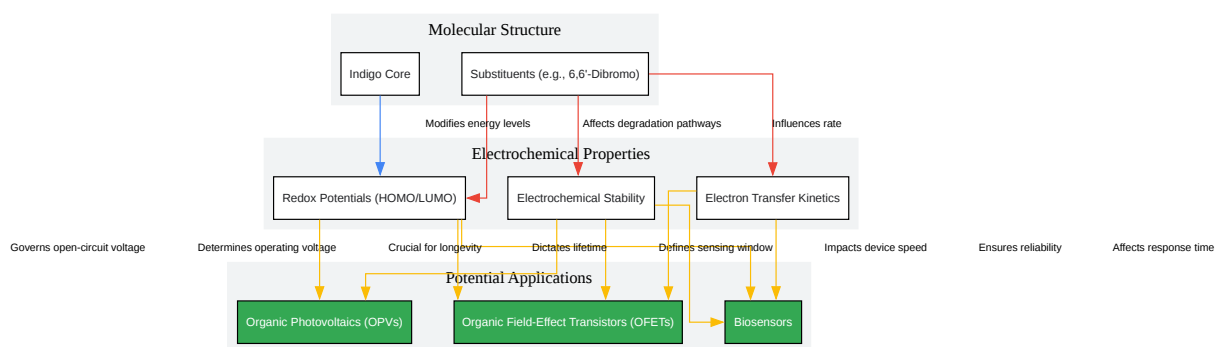 Molecular Structure
Indigo Core
Substituents (e.g., 6,6'-Dibromo)
Modifies energy levels
Affects degradation pathways
Influences rate
Electrochemical Properties
Redox Potentials (HOMO/LUMO)
Electrochemical Stability
Electron Transfer Kinetics
Governs open-circuit voltage
Determines operating voltage
Crucial for longevity
Dictates lifetime
Defines sensing window
Impacts device speed
Ensures reliability
Affects response time
Potential Applications
Organic Photovoltaics (OPVs)
Organic Field-Effect Transistors (OFETs)
Biosensors